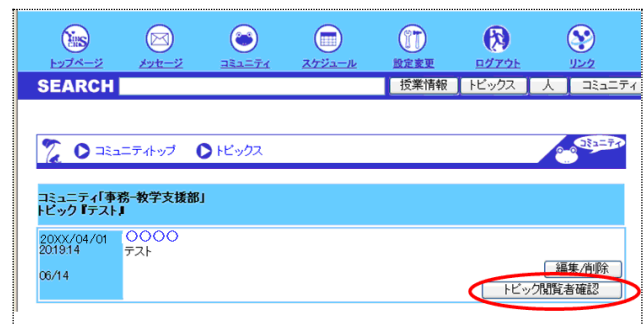 トップページ メッセージ コミュニティ スケジュール 設定変更 ログアウト リンク
SEARCH 授業情報 トピックス 人 コミュニティ
コミュニティトップ トピックス コミュニティ
コミュニティ「事務-教学支援部」
トピック『テスト』
20XX/04/01 〇〇〇〇
20:19:14 テスト
06/14 編集/削除
トピック閲覧者確認